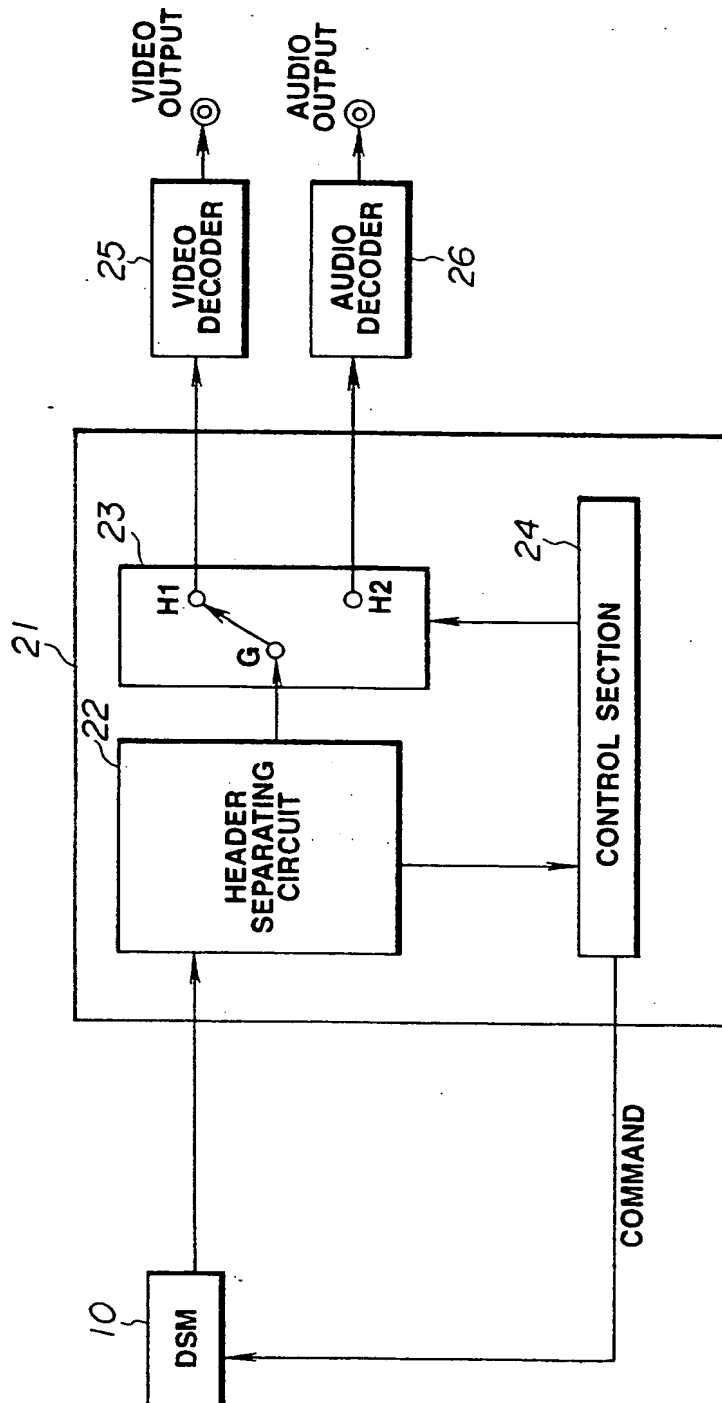 10
DSM
COMMAND
21
22
HEADER
SEPARATING
CIRCUIT
23
G
H1
H2
24
CONTROL SECTION
25
VIDEO
DECODER
VIDEO
OUTPUT
26
AUDIO
DECODER
AUDIO
OUTPUT